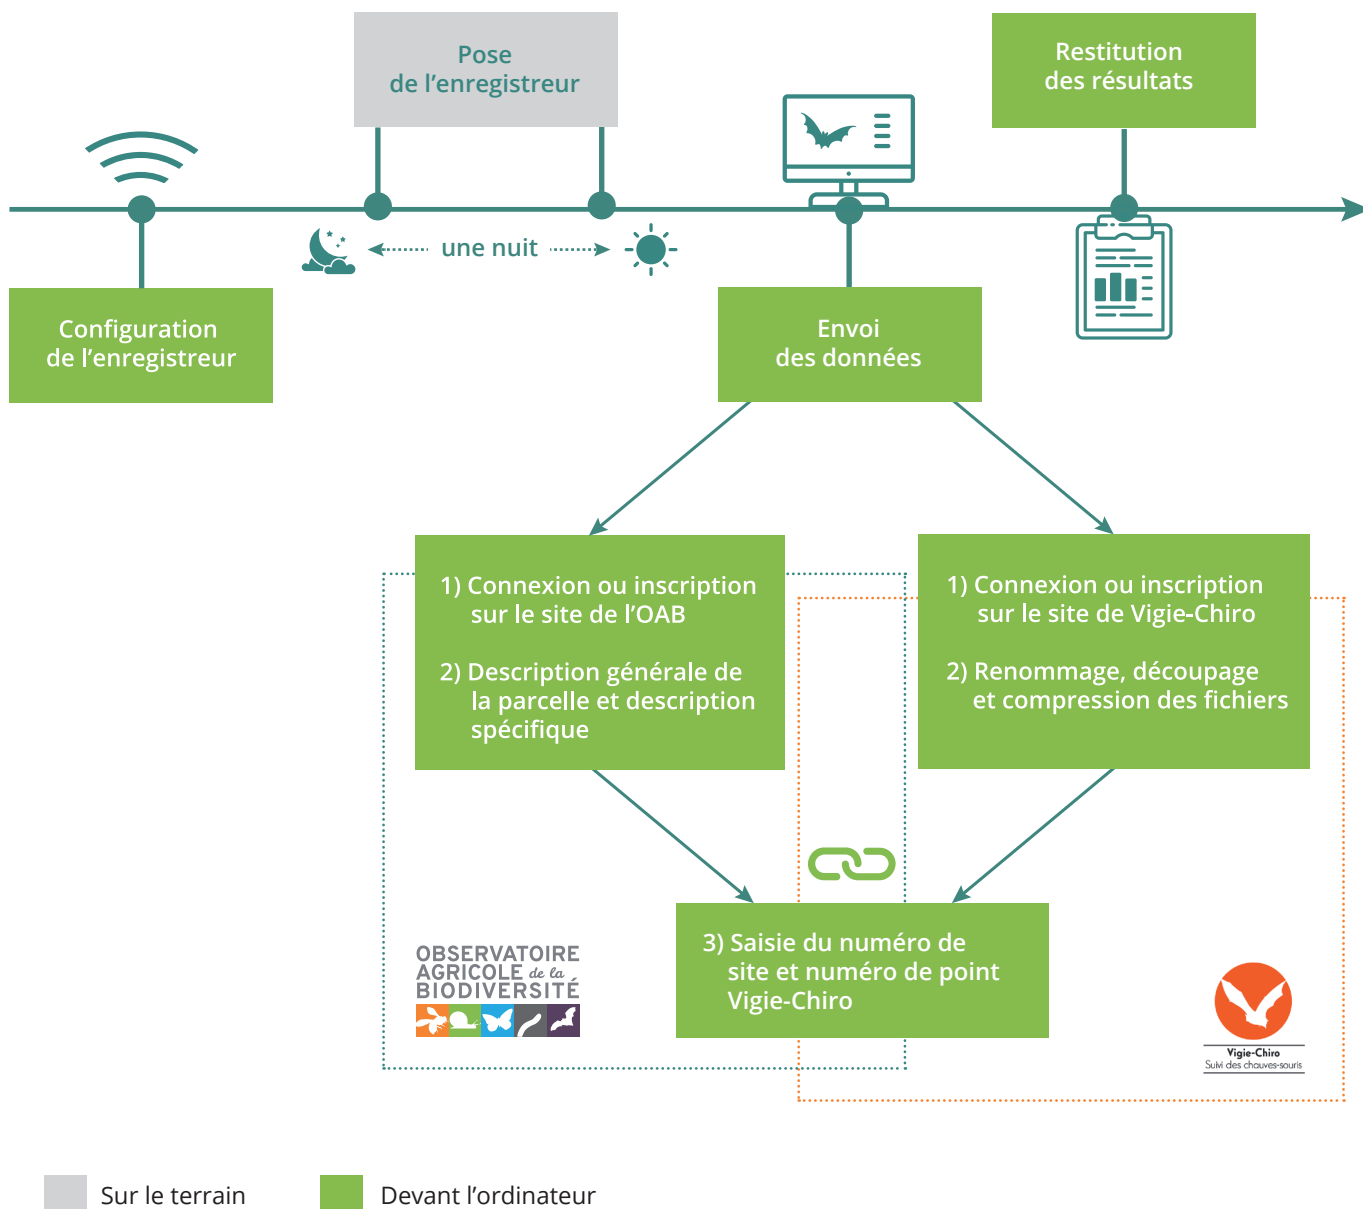 Pose
de l’enregistreur
Restitution
des résultats
une nuit
Configuration
de l’enregistreur
Envoi
des données
1) Connexion ou inscription
sur le site de l’OAB
2) Description générale de
la parcelle et description
spécifique
1) Connexion ou inscription
sur le site de Vigie-Chiro
2) Renommage, découpage
et compression des fichiers
3) Saisie du numéro de
site et numéro de point
Vigie-Chiro
OBSERVATOIRE
AGRICOLE de la
BIODIVERSITÉ
Vigie-Chiro
Suivi des chauves-souris
Sur le terrain
Devant l’ordinateur